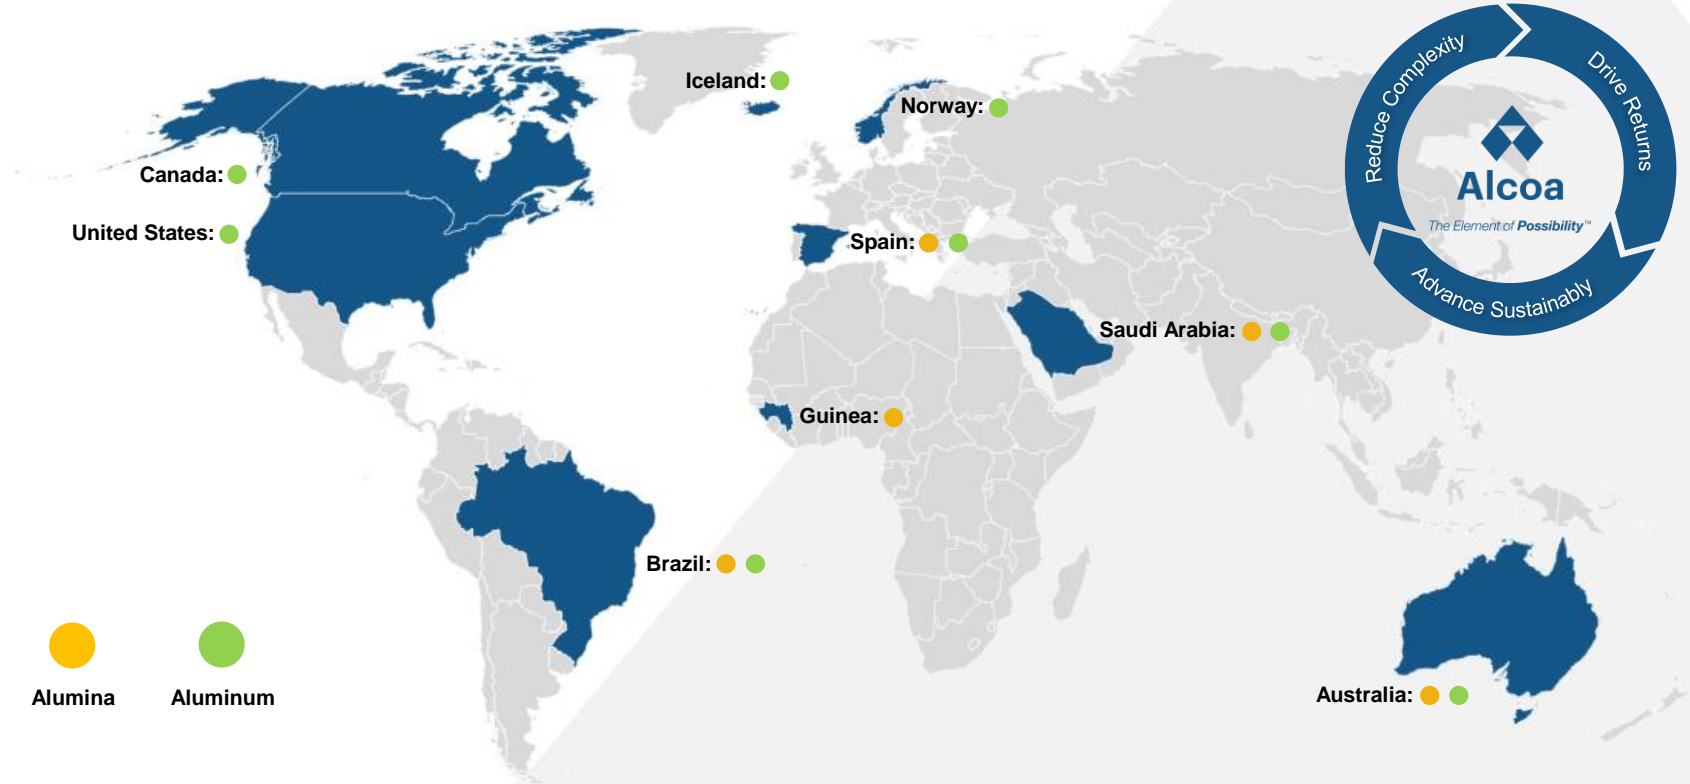 Iceland:
Norway:
Canada:
United States:
Spain:
Saudi Arabia:
Guinea:
Brazil:
Australia:
Alumina
Aluminum
Reduce Complexity
Drive Returns
Advance Sustainably
Alcoa
The Element of Possibility™